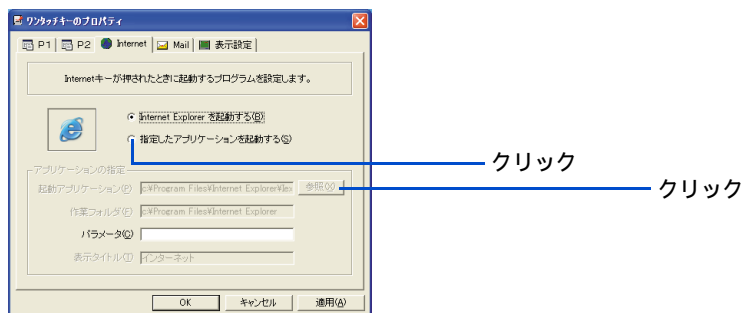 ワンタッチキーのプロパティ
P1 P2 Internet Mail 表示設定
Internetキーが押されたときに起動するプログラムを設定します。
Internet Explorer を起動する(B)
指定したアプリケーションを起動する(S)
クリック
アプリケーションの指定
起動アプリケーション(P) c:¥Program Files¥Internet Explorer¥Iex 参照(X)
クリック
作業フォルダ(F) c:¥Program Files¥Internet Explorer
パラメータ(C)
表示タイトル(T) インターネット
OK キャンセル 適用(A)